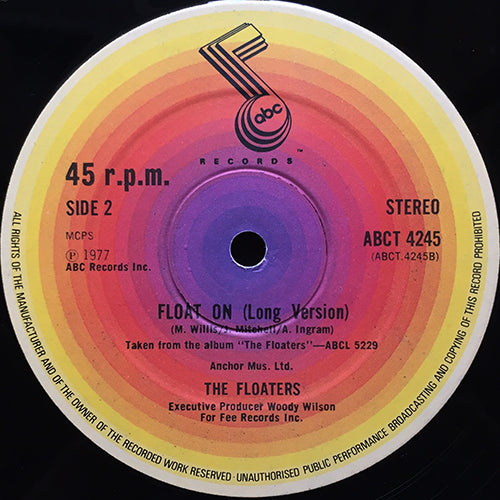 abc
RECORDS ™
45 r.p.m.
SIDE 2
STEREO
MCPS
ABCT 4245
Ⓟ 1977
(ABCT.4245B)
ABC Records Inc.
FLOAT ON (Long Version)
(M. Willis/J. Mitchell/A. Ingram)
Taken from the album "The Floaters"—ABCL 5229
Anchor Mus. Ltd.
THE FLOATERS
Executive Producer Woody Wilson
For Fee Records Inc.
ALL RIGHTS OF THE MANUFACTURER AND OF THE OWNER OF THE RECORDED WORK RESERVED · UNAUTHORISED PUBLIC PERFORMANCE BROADCASTING AND COPYING OF THIS RECORD PROHIBITED